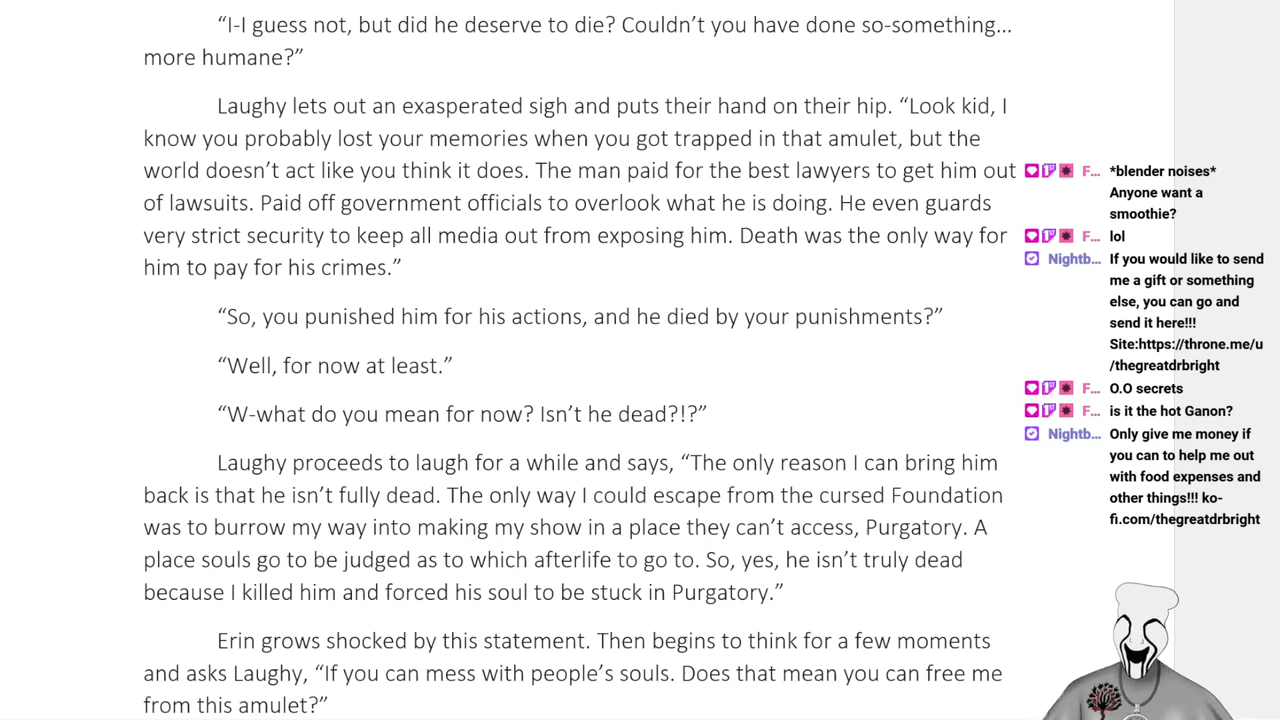 “I-I guess not, but did he deserve to die? Couldn’t you have done so-something…
more humane?”
Laughy lets out an exasperated sigh and puts their hand on their hip. “Look kid, I
know you probably lost your memories when you got trapped in that amulet, but the
world doesn’t act like you think it does. The man paid for the best lawyers to get him out
of lawsuits. Paid off government officials to overlook what he is doing. He even guards
very strict security to keep all media out from exposing him. Death was the only way for
him to pay for his crimes.”
“So, you punished him for his actions, and he died by your punishments?”
“Well, for now at least.”
“W-what do you mean for now? Isn’t he dead?!?”
Laughy proceeds to laugh for a while and says, “The only reason I can bring him
back is that he isn’t fully dead. The only way I could escape from the cursed Foundation
was to burrow my way into making my show in a place they can’t access, Purgatory. A
place souls go to be judged as to which afterlife to go to. So, yes, he isn’t truly dead
because I killed him and forced his soul to be stuck in Purgatory.”
Erin grows shocked by this statement. Then begins to think for a few moments
and asks Laughy, “If you can mess with people’s souls. Does that mean you can free me
from this amulet?”
F... *blender noises*
Anyone want a
smoothie?
F... lol
Nightb... If you would like to send
me a gift or something
else, you can go and
send it here!!!
Site:https://throne.me/u
/thegreatdrbright
F... O.O secrets
F... is it the hot Ganon?
Nightb... Only give me money if
you can to help me out
with food expenses and
other things!!! ko-
fi.com/thegreatdrbright